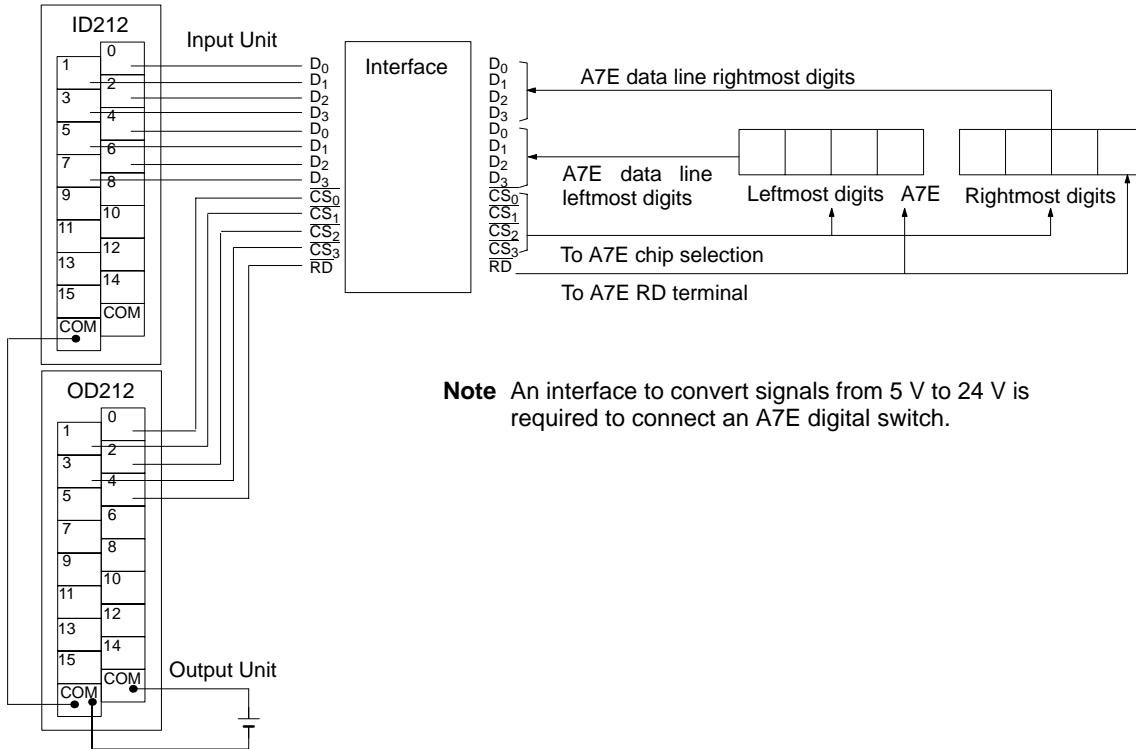 ID212
Input Unit
0
1
2
3
4
5
6
7
8
9
10
11
12
13
14
15
COM
COM
D0
D1
D2
D3
D0
D1
D2
D3
CS0
CS1
CS2
CS3
RD
Interface
D0
D1
D2
D3
D0
D1
D2
D3
CS0
CS1
CS2
CS3
RD
A7E data line rightmost digits
A7E data line
leftmost digits
Leftmost digits A7E Rightmost digits
To A7E chip selection
To A7E RD terminal
Note An interface to convert signals from 5 V to 24 V is
required to connect an A7E digital switch.
OD212
0
1
2
3
4
5
6
7
8
9
10
11
12
13
14
15
COM
COM
Output Unit